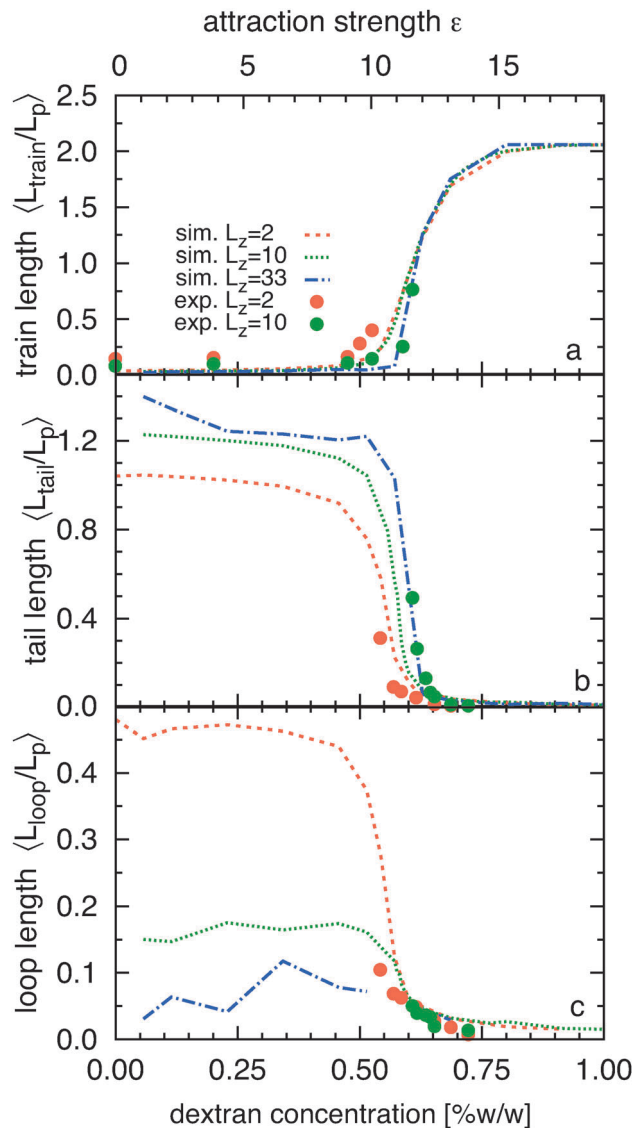 attraction strength ε
0 5 10 15
train length ⟨L_train/L_p⟩
2.5
2.0
1.5
1.0
0.5
0.0
sim. L_z=2
sim. L_z=10
sim. L_z=33
exp. L_z=2
exp. L_z=10
a
tail length ⟨L_tail/L_p⟩
1.2
0.8
0.4
0.0
b
loop length ⟨L_loop/L_p⟩
0.4
0.3
0.2
0.1
0.0
c
0.00 0.25 0.50 0.75 1.00
dextran concentration [%w/w]